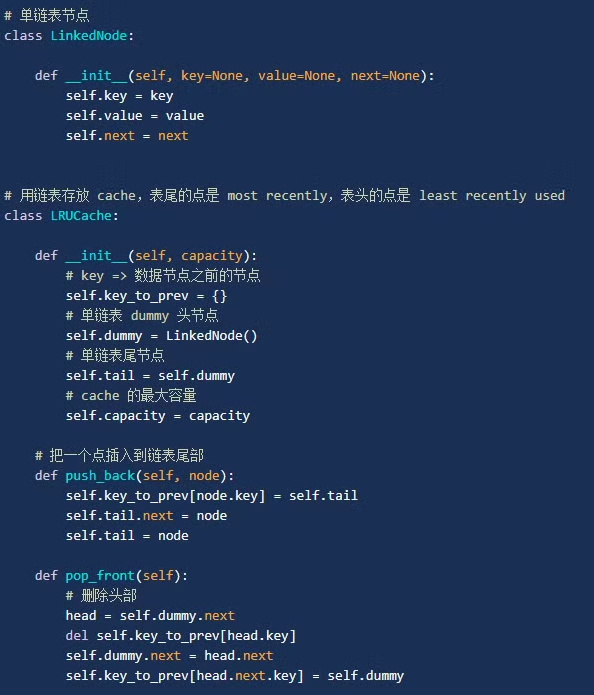 # 单链表节点
class LinkedNode:
    def __init__(self, key=None, value=None, next=None):
        self.key = key
        self.value = value
        self.next = next
# 用链表存放 cache，表尾的点是 most recently，表头的点是 least recently used
class LRUCache:
    def __init__(self, capacity):
        # key => 数据节点之前的节点
        self.key_to_prev = {}
        # 单链表 dummy 头节点
        self.dummy = LinkedNode()
        # 单链表尾节点
        self.tail = self.dummy
        # cache 的最大容量
        self.capacity = capacity
    # 把一个点插入到链表尾部
    def push_back(self, node):
        self.key_to_prev[node.key] = self.tail
        self.tail.next = node
        self.tail = node
    def pop_front(self):
        # 删除头部
        head = self.dummy.next
        del self.key_to_prev[head.key]
        self.dummy.next = head.next
        self.key_to_prev[head.next.key] = self.dummy